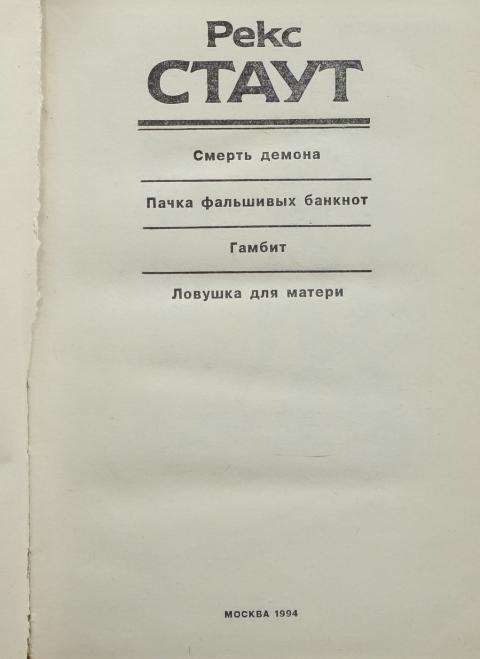 Рекс
СТАУТ
Смерть демона
Пачка фальшивых банкнот
Гамбит
Ловушка для матери
МОСКВА 1994